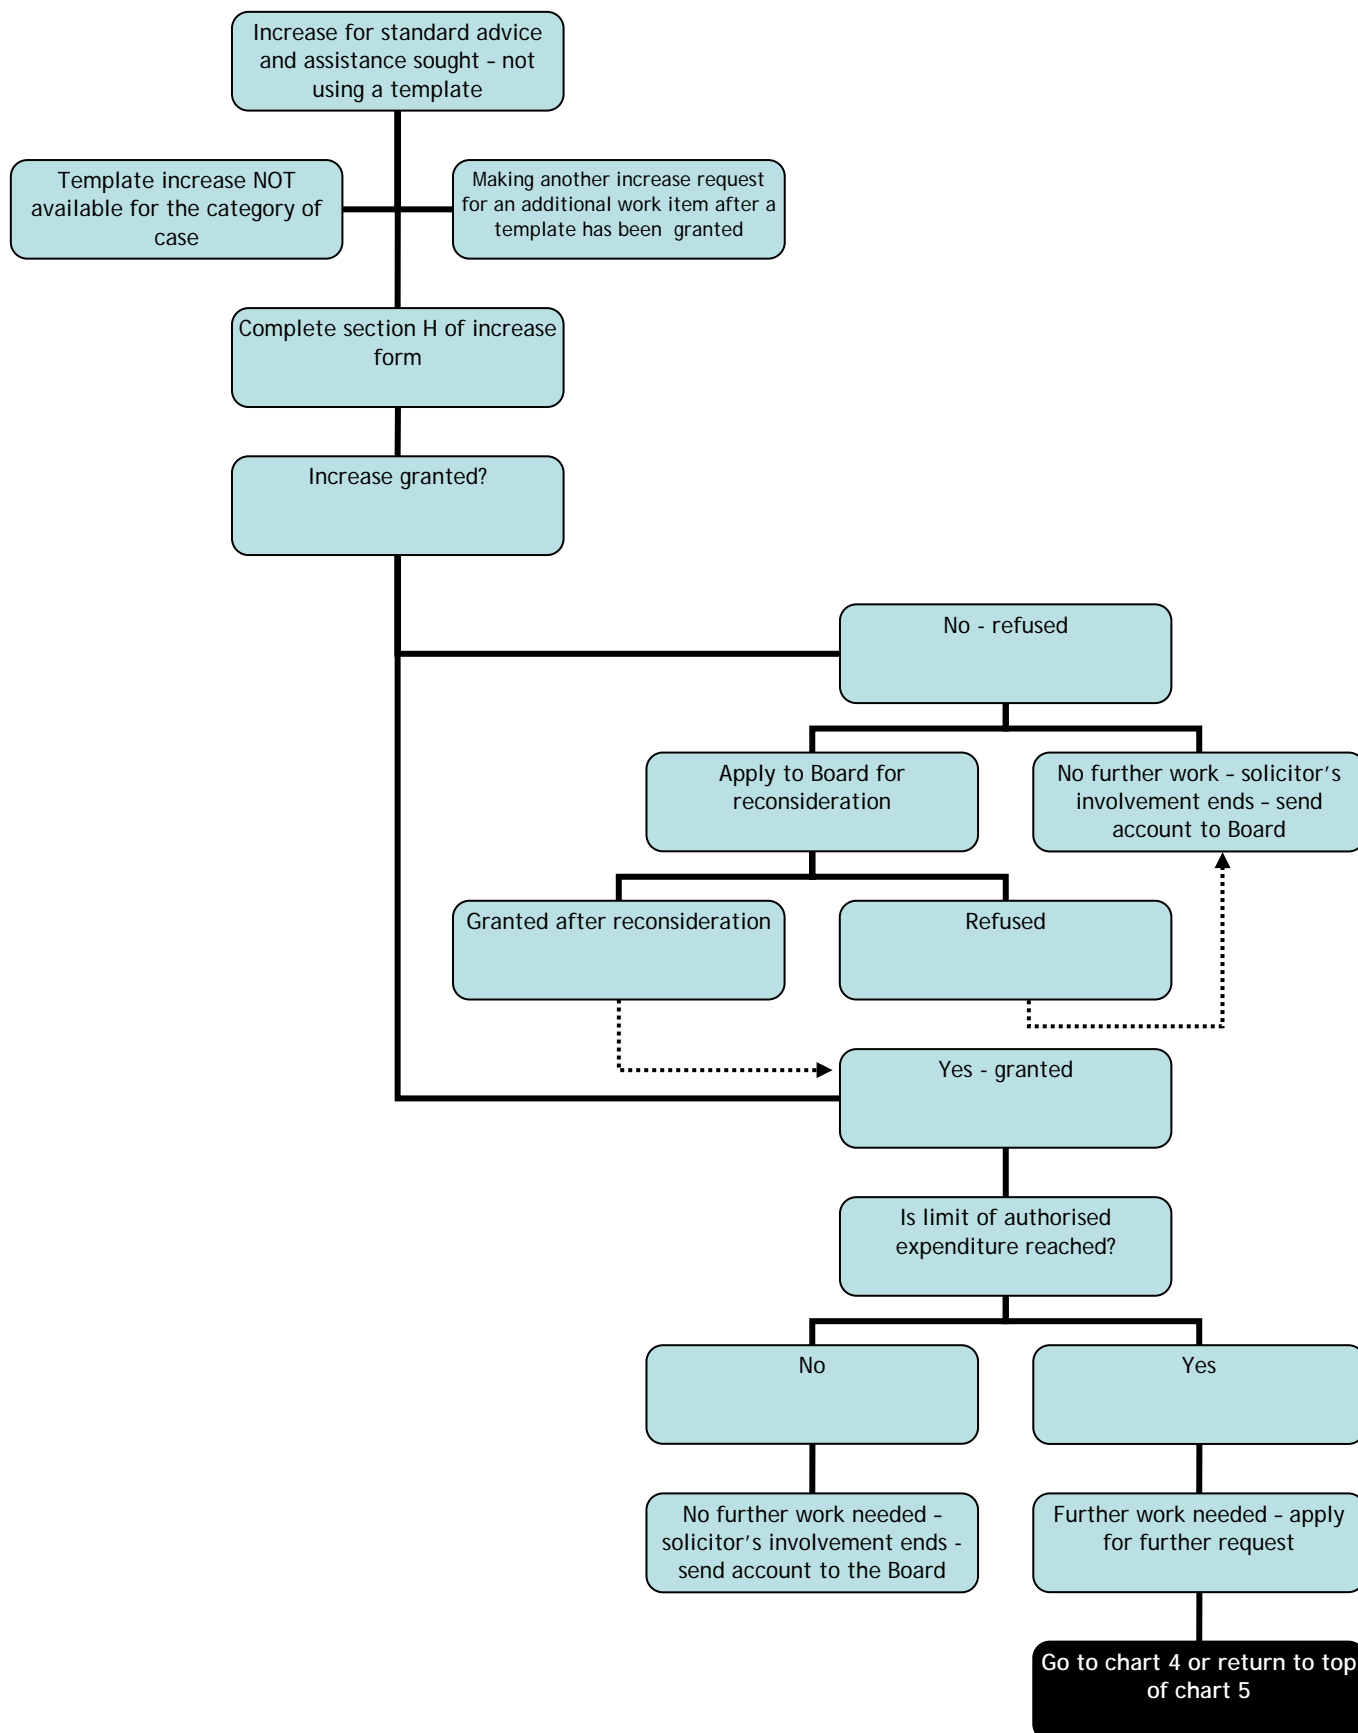 Increase for standard advice
and assistance sought – not
using a template
Template increase NOT
available for the category of
case
Making another increase request
for an additional work item after a
template has been granted
Complete section H of increase
form
Increase granted?
No - refused
Apply to Board for
reconsideration
No further work – solicitor's
involvement ends – send
account to Board
Granted after reconsideration
Refused
Yes - granted
Is limit of authorised
expenditure reached?
No
Yes
No further work needed –
solicitor's involvement ends -
send account to the Board
Further work needed – apply
for further request
Go to chart 4 or return to top
of chart 5